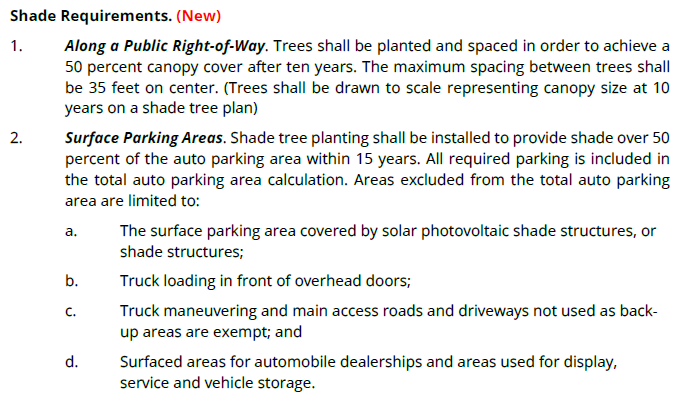 Shade Requirements. (New)
1. Along a Public Right-of-Way. Trees shall be planted and spaced in order to achieve a
50 percent canopy cover after ten years. The maximum spacing between trees shall
be 35 feet on center. (Trees shall be drawn to scale representing canopy size at 10
years on a shade tree plan)
2. Surface Parking Areas. Shade tree planting shall be installed to provide shade over 50
percent of the auto parking area within 15 years. All required parking is included in
the total auto parking area calculation. Areas excluded from the total auto parking
area are limited to:
a. The surface parking area covered by solar photovoltaic shade structures, or
shade structures;
b. Truck loading in front of overhead doors;
c. Truck maneuvering and main access roads and driveways not used as back-
up areas are exempt; and
d. Surfaced areas for automobile dealerships and areas used for display,
service and vehicle storage.